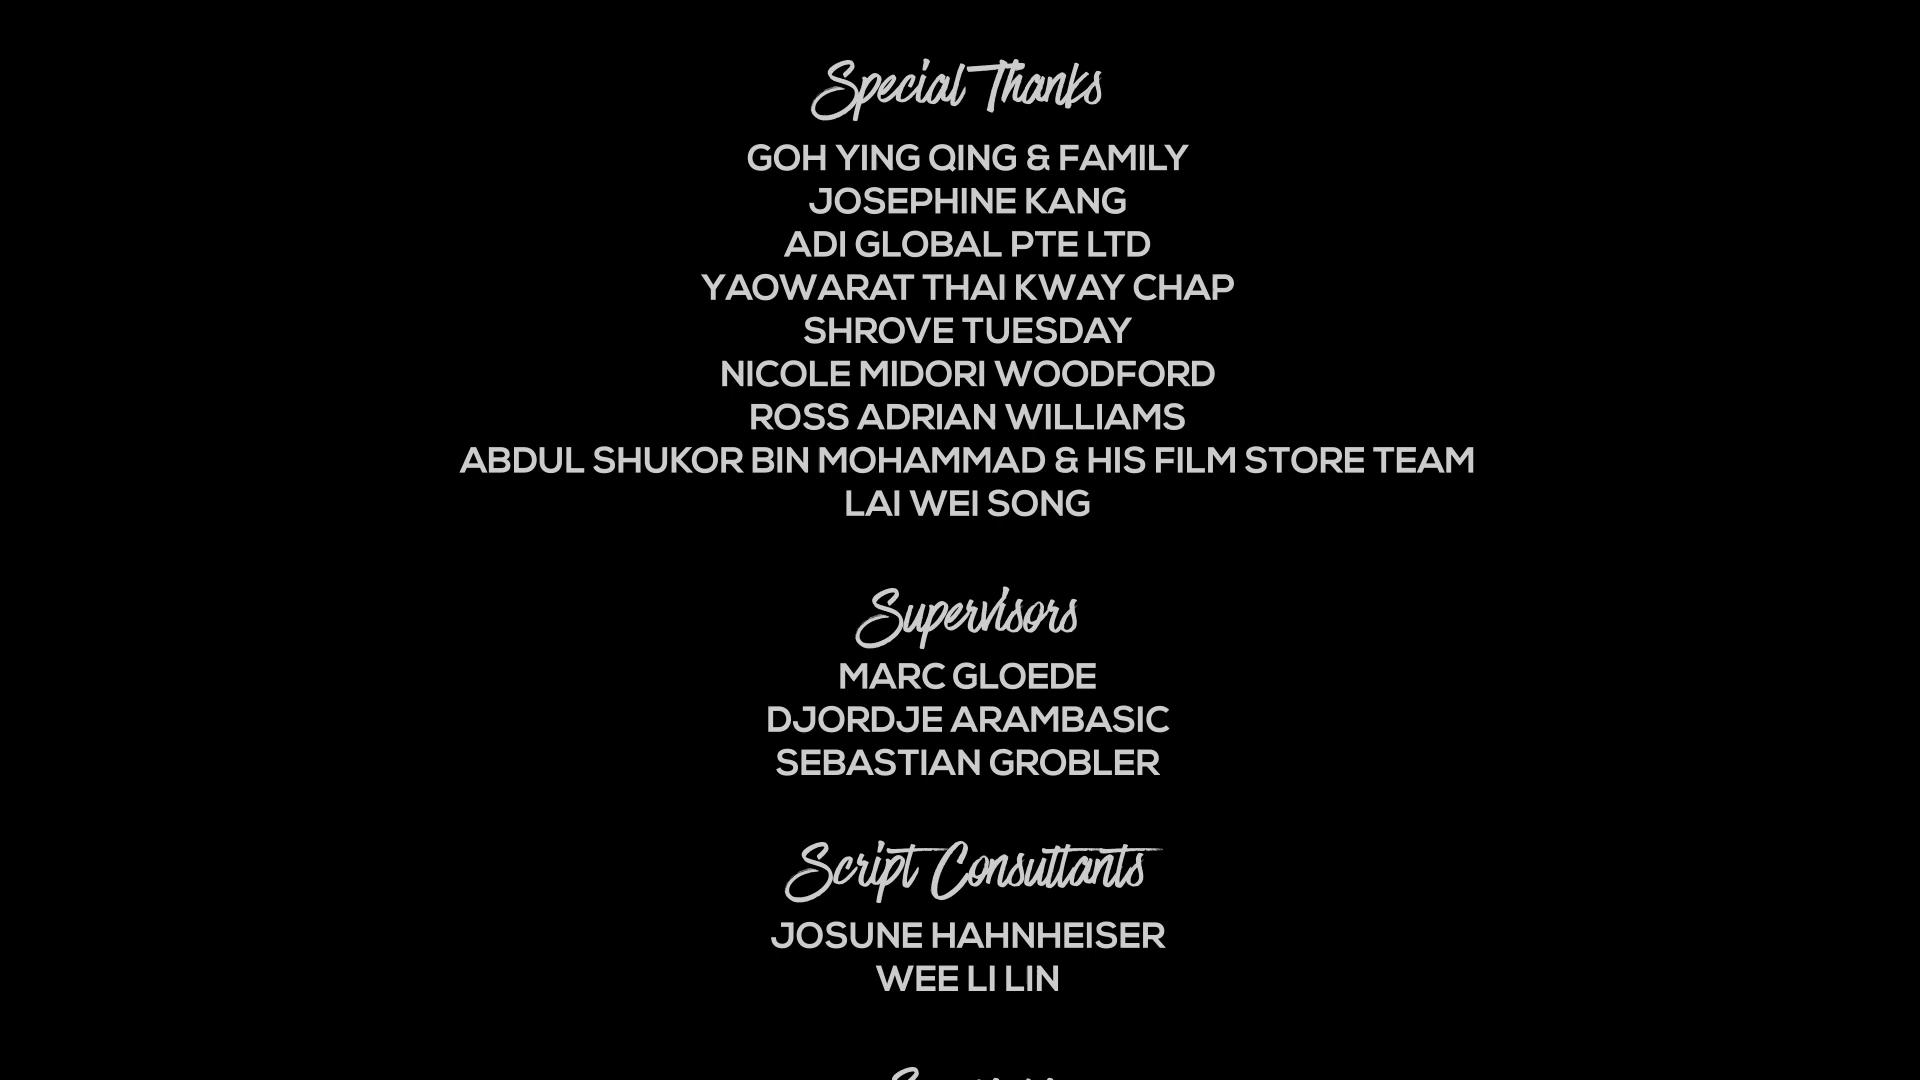 Special Thanks
GOH YING QING & FAMILY
JOSEPHINE KANG
ADI GLOBAL PTE LTD
YAOWARAT THAI KWAY CHAP
SHROVE TUESDAY
NICOLE MIDORI WOODFORD
ROSS ADRIAN WILLIAMS
ABDUL SHUKOR BIN MOHAMMAD & HIS FILM STORE TEAM
LAI WEI SONG
Supervisors
MARC GLOEDE
DJORDJE ARAMBASIC
SEBASTIAN GROBLER
Script Consultants
JOSUNE HAHNHEISER
WEE LI LIN